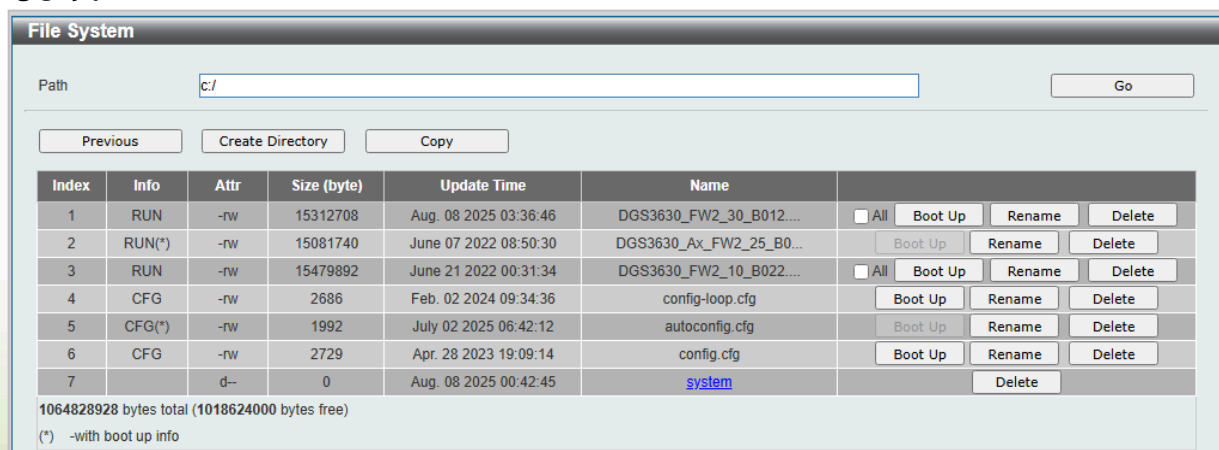 File System
Path c:/ Go
Previous Create Directory Copy
Index Info Attr Size (byte) Update Time Name
1 RUN -rw 15312708 Aug. 08 2025 03:36:46 DGS3630_FW2_30_B012.... All Boot Up Rename Delete
2 RUN(*) -rw 15081740 June 07 2022 08:50:30 DGS3630_Ax_FW2_25_B0... Boot Up Rename Delete
3 RUN -rw 15479892 June 21 2022 00:31:34 DGS3630_FW2_10_B022.... All Boot Up Rename Delete
4 CFG -rw 2686 Feb. 02 2024 09:34:36 config-loop.cfg Boot Up Rename Delete
5 CFG(*) -rw 1992 July 02 2025 06:42:12 autoconfig.cfg Boot Up Rename Delete
6 CFG -rw 2729 Apr. 28 2023 19:09:14 config.cfg Boot Up Rename Delete
7 d-- 0 Aug. 08 2025 00:42:45 system Delete
1064828928 bytes total (1018624000 bytes free)
(*) -with boot up info